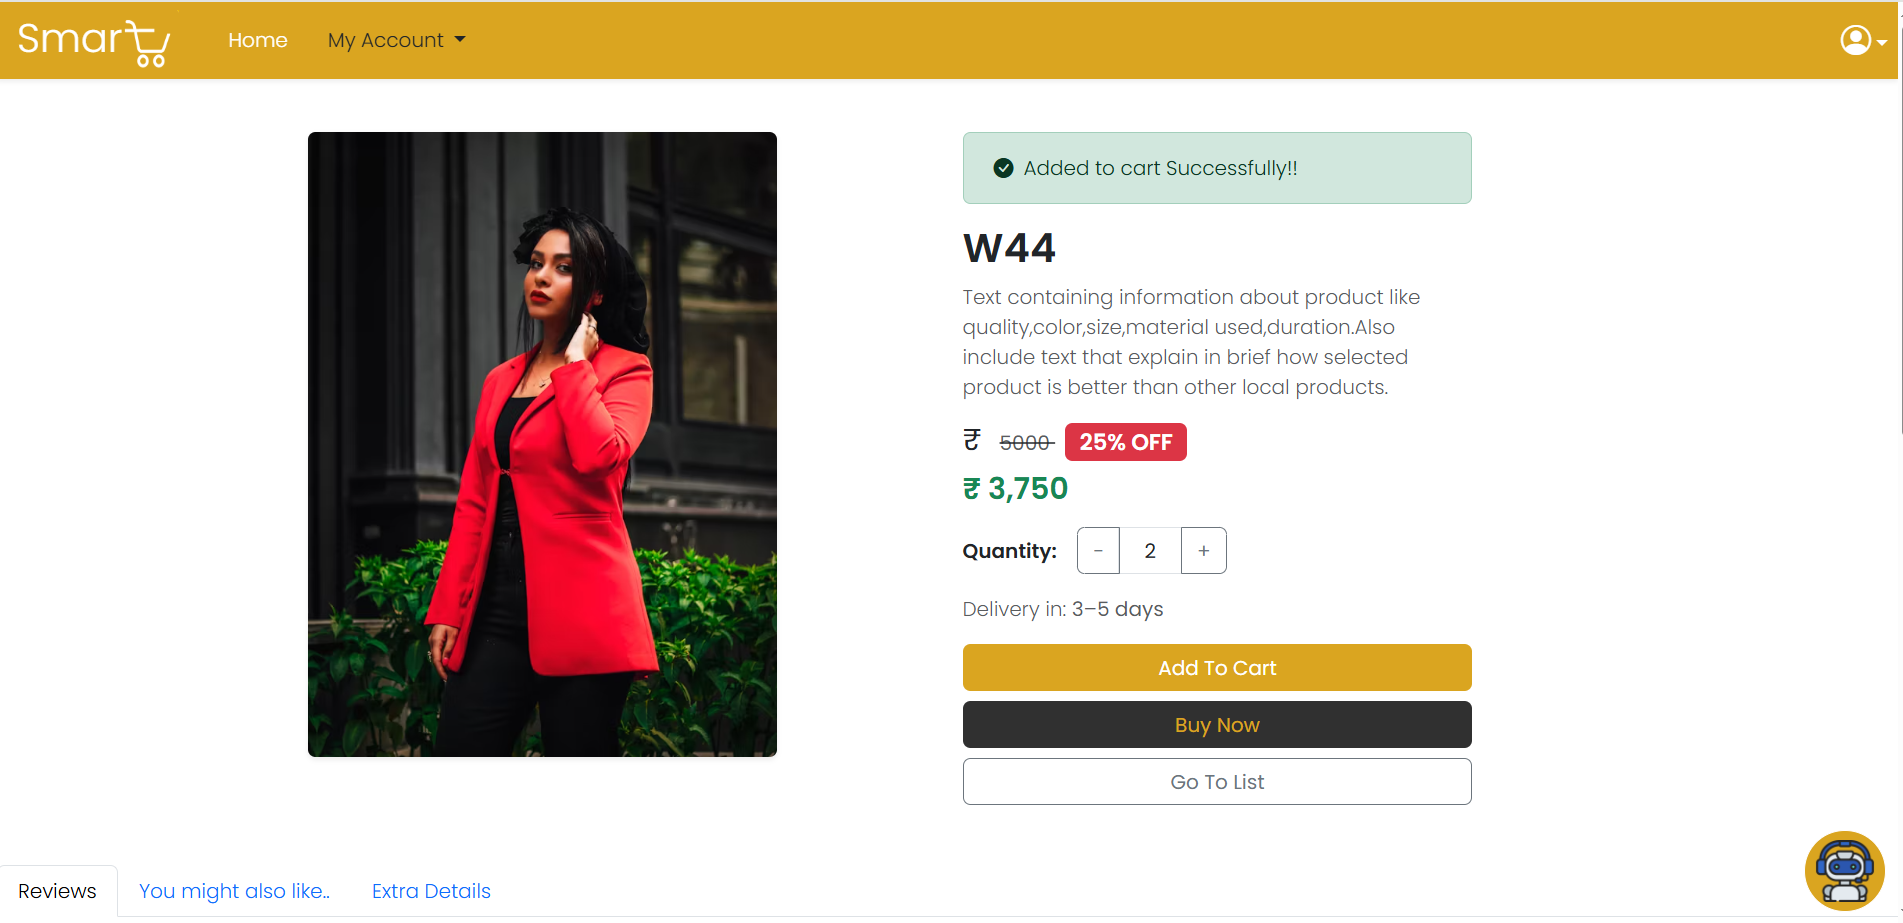 Smart
Home
My Account
Added to cart Successfully!!
W44
Text containing information about product like
quality,color,size,material used,duration.Also
include text that explain in brief how selected
product is better than other local products.
₹ 5000 25% OFF
₹ 3,750
Quantity: - 2 +
Delivery in: 3–5 days
Add To Cart
Buy Now
Go To List
Reviews
You might also like..
Extra Details